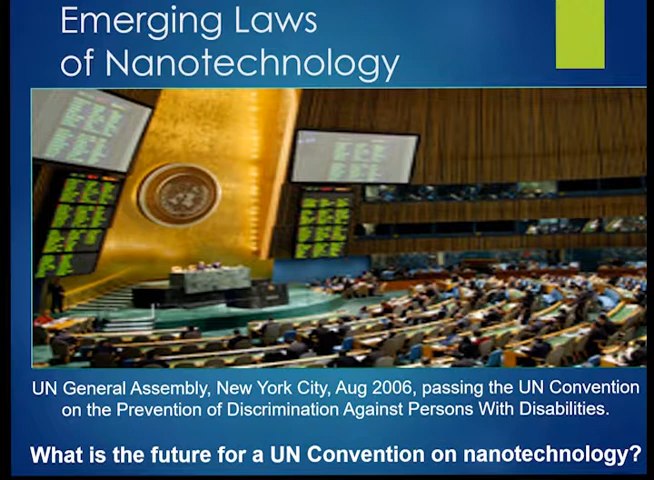 Emerging Laws
of Nanotechnology
UN General Assembly, New York City, Aug 2006, passing the UN Convention
on the Prevention of Discrimination Against Persons With Disabilities.
What is the future for a UN Convention on nanotechnology?